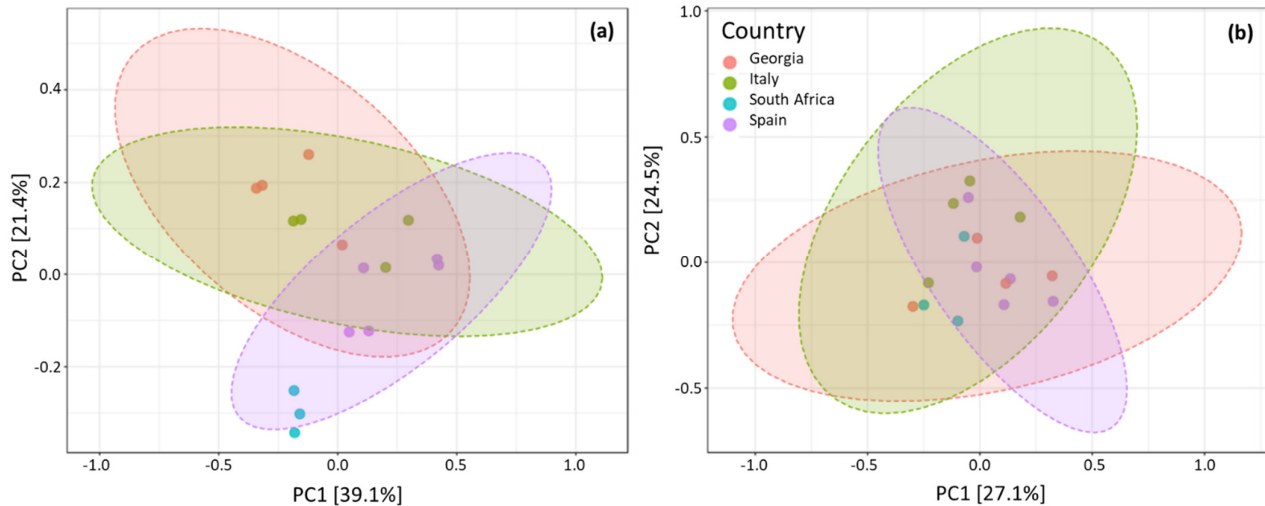 (a)
PC2 [21.4%]
0.4
0.2
0.0
-0.2
-1.0 -0.5 0.0 0.5 1.0
PC1 [39.1%]
(b)
Country
Georgia
Italy
South Africa
Spain
PC2 [24.5%]
1.0
0.5
0.0
-0.5
-1.0 -0.5 0.0 0.5 1.0
PC1 [27.1%]